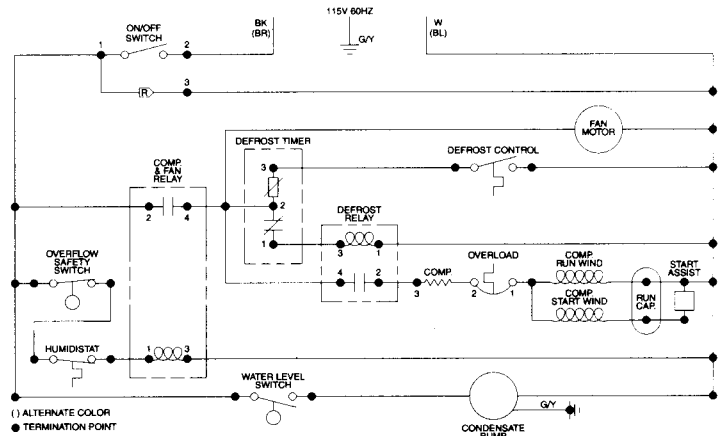 115V 60HZ
ON/OFF
SWITCH
BK
(BR)
G/Y
W
(BL)
1
2
R
3
FAN
MOTOR
DEFROST TIMER
DEFROST CONTROL
COMP.
& FAN
RELAY
3
2
4
2
1
DEFROST
RELAY
3
1
OVERFLOW
SAFETY
SWITCH
4
2
COMP.
3
OVERLOAD
2
1
COMP.
RUN WIND
COMP.
START WIND
RUN
CAP.
START
ASSIST
HUMIDISTAT
1
3
WATER LEVEL
SWITCH
G/Y
CONDENSATE
PUMP
( ) ALTERNATE COLOR
● TERMINATION POINT